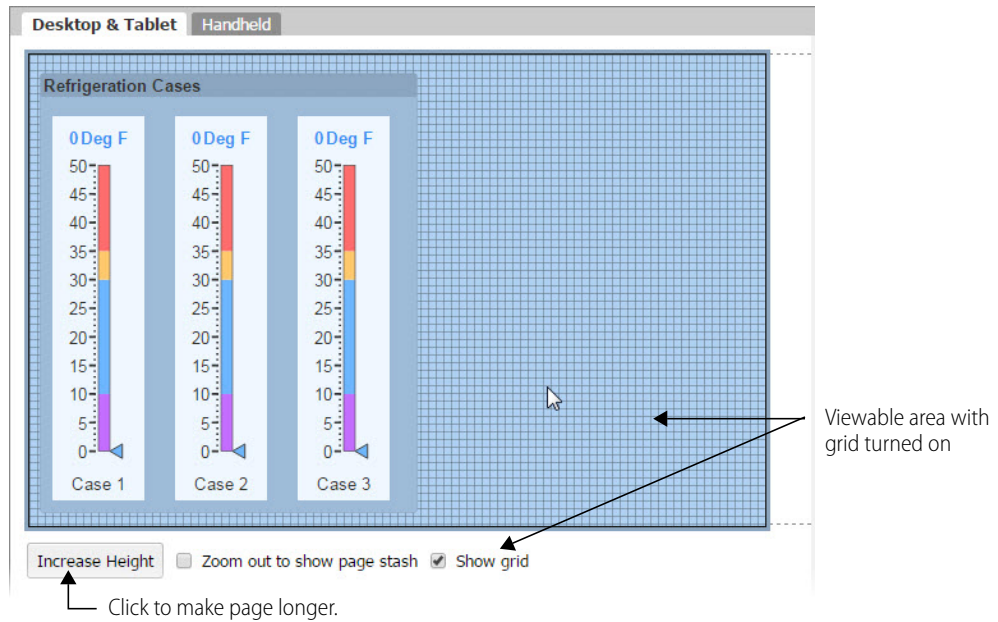 Desktop & Tablet Handheld
Refrigeration Cases
0 Deg F 0 Deg F 0 Deg F
50 50 50
45 45 45
40 40 40
35 35 35
30 30 30
25 25 25
20 20 20
15 15 15
10 10 10
5 5 5
0 0 0
Case 1 Case 2 Case 3
Viewable area with
grid turned on
Increase Height Zoom out to show page stash Show grid
Click to make page longer.